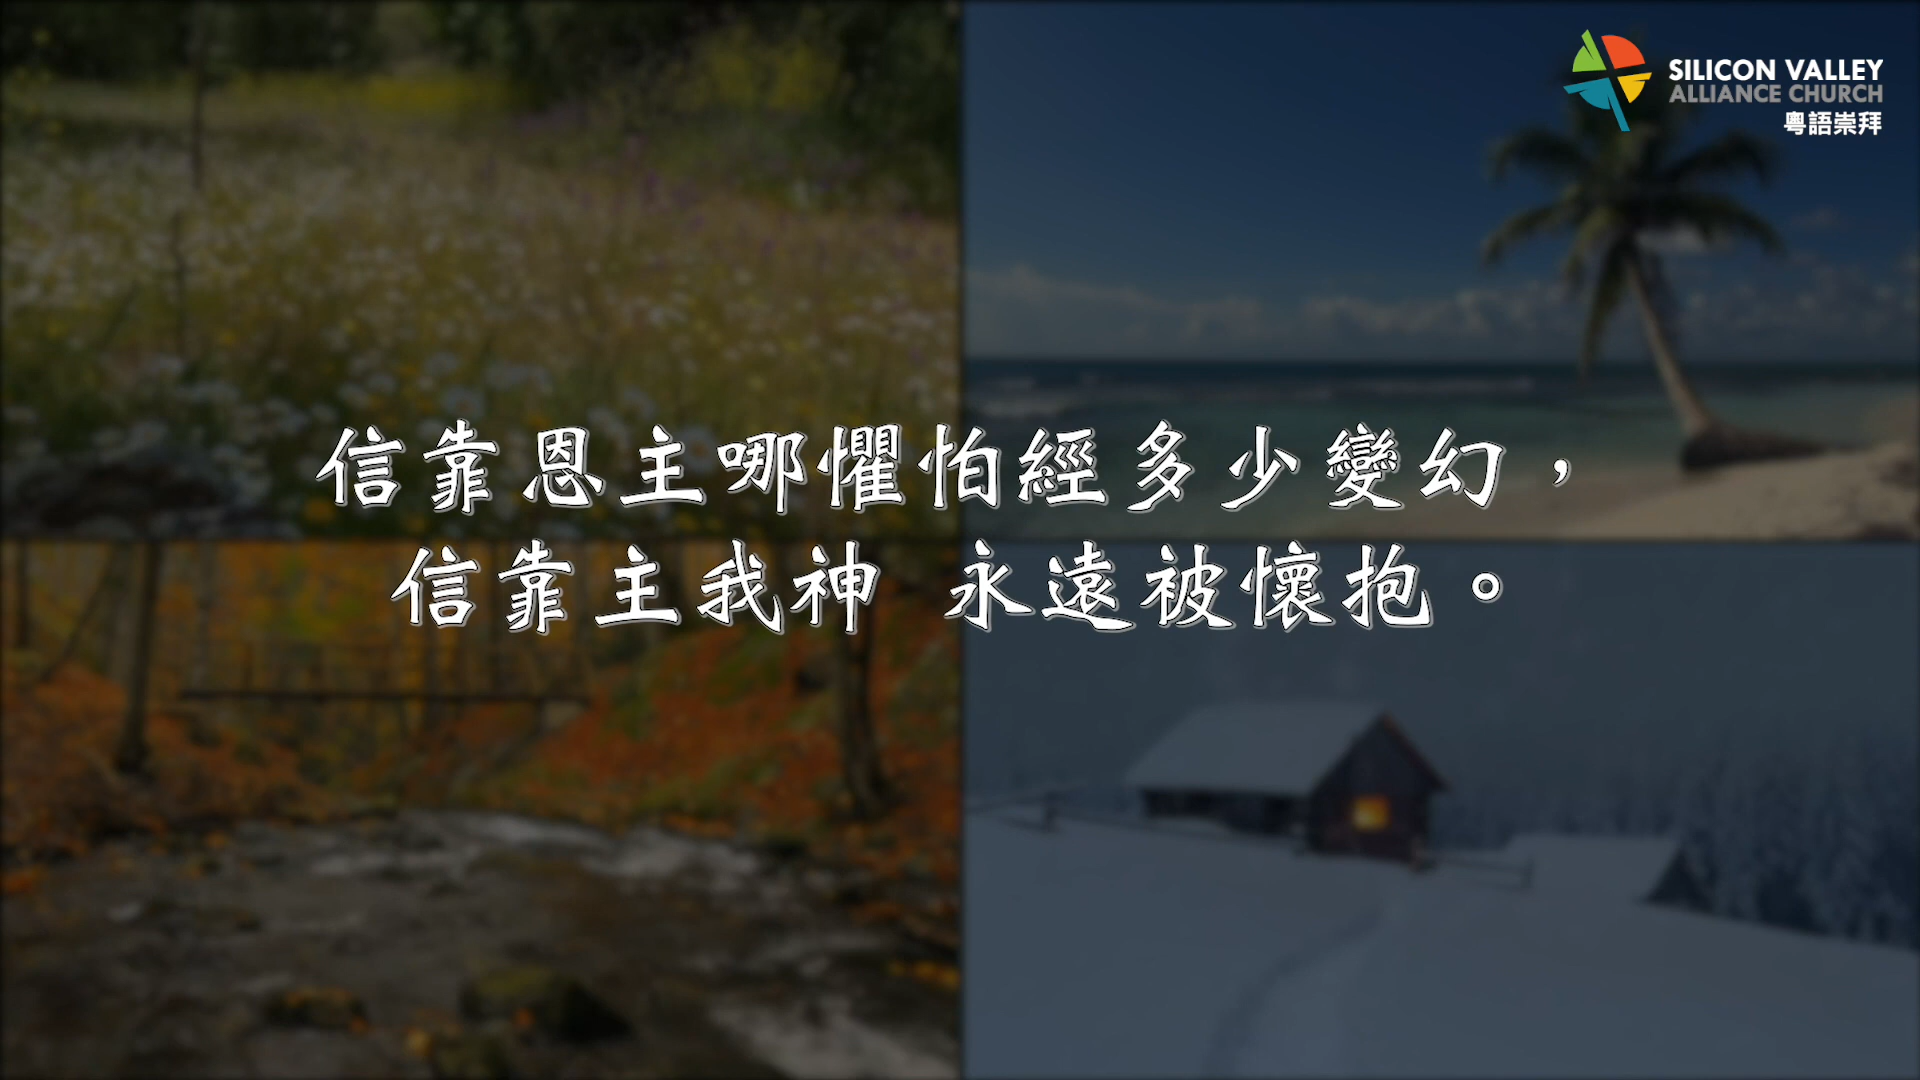 SILICON VALLEY
ALLIANCE CHURCH
粵語崇拜
信靠恩主哪懼怕經多少變幻，
信靠主我神 永遠被懷抱。